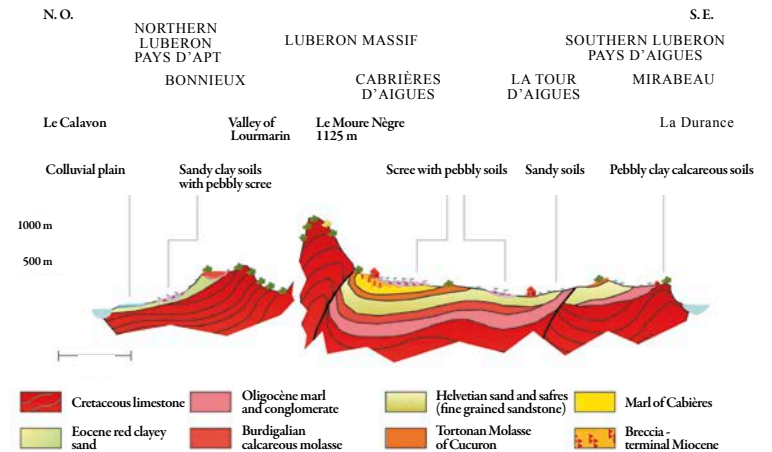 N. O.
S. E.
NORTHERN
LUBERON
PAYS D'APT
LUBERON MASSIF
SOUTHERN LUBERON
PAYS D'AIGUES
BONNIEUX
CABRIÈRES
D'AIGUES
LA TOUR
D'AIGUES
MIRABEAU
Le Calavon
Valley of
Lourmarin
Le Moure Nègre
1125 m
La Durance
Colluvial plain
Sandy clay soils
with pebbly scree
Scree with pebbly soils
Sandy soils
Pebbly clay calcareous soils
1000 m
500 m
Cretaceous limestone
Oligocène marl
and conglomerate
Helvetian sand and safres
(fine grained sandstone)
Marl of Cabières
Eocene red clayey
sand
Burdigalian
calcareous molasse
Tortonan Molasse
of Cucuron
Breccia -
terminal Miocene